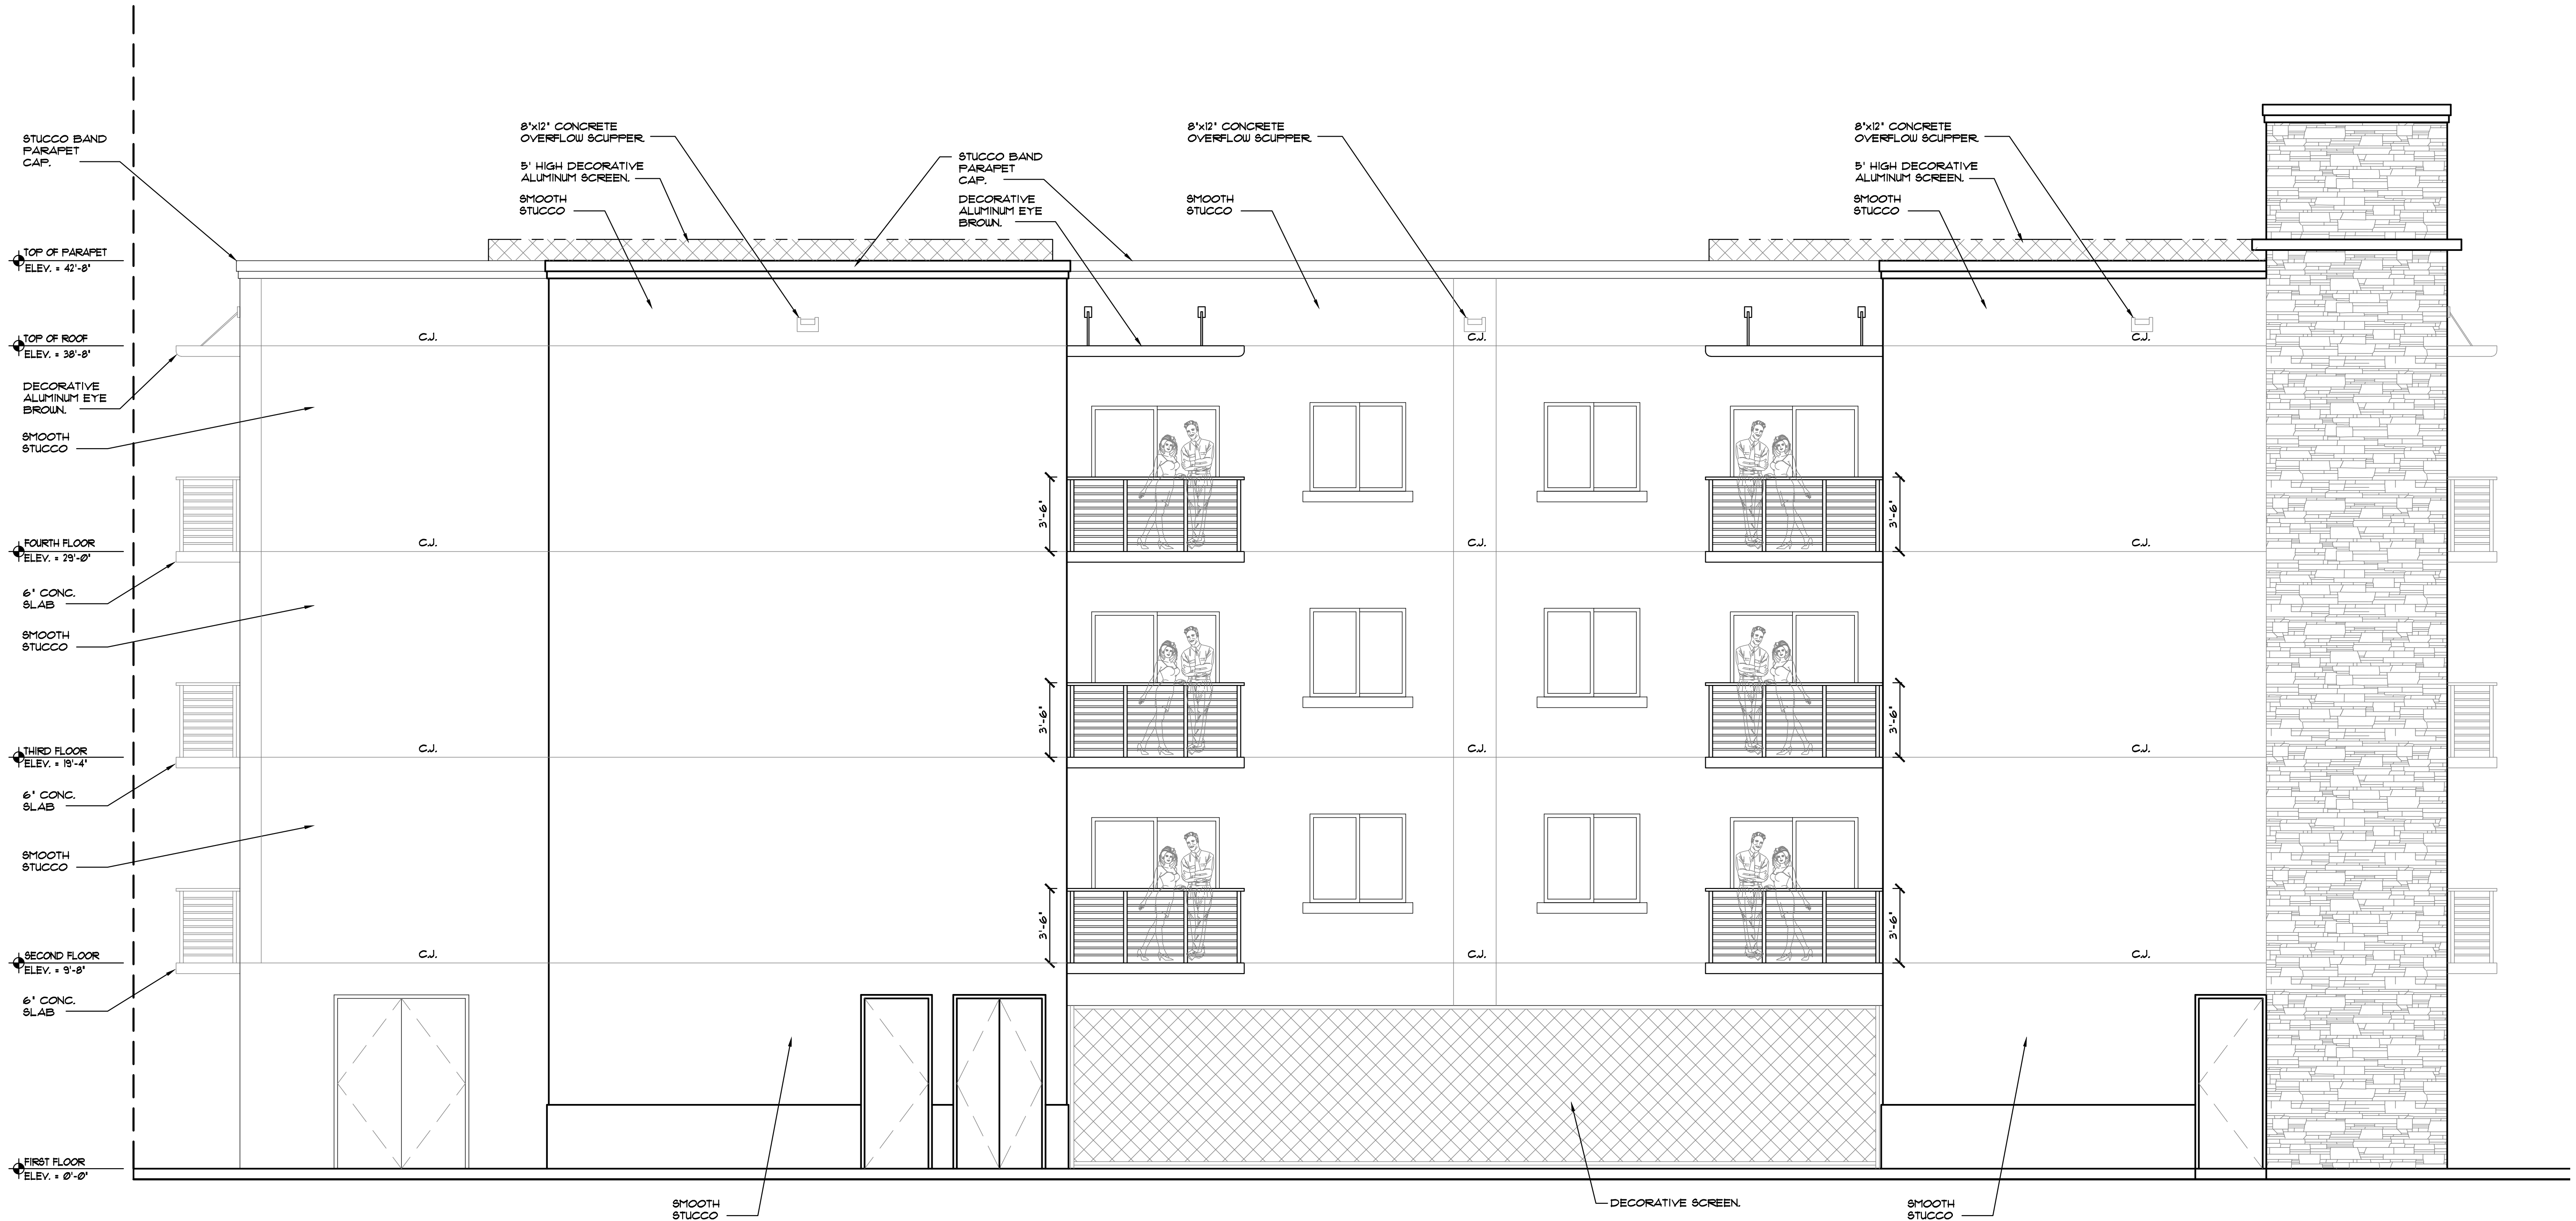 STUCCO BAND
PARAPET
CAP.
8"x12" CONCRETE
OVERFLOW SCUPPER.
5' HIGH DECORATIVE
ALUMINUM SCREEN.
SMOOTH
STUCCO
STUCCO BAND
PARAPET
CAP.
DECORATIVE
ALUMINUM EYE
BROWN.
8"x12" CONCRETE
OVERFLOW SCUPPER.
SMOOTH
STUCCO
8"x12" CONCRETE
OVERFLOW SCUPPER.
5' HIGH DECORATIVE
ALUMINUM SCREEN.
SMOOTH
STUCCO
TOP OF PARAPET
ELEV. = 42'-8"
TOP OF ROOF
ELEV. = 38'-8"
C.J.
C.J.
C.J.
DECORATIVE
ALUMINUM EYE
BROWN.
SMOOTH
STUCCO
3'-6"
3'-6"
FOURTH FLOOR
ELEV. = 29'-0"
C.J.
C.J.
C.J.
6" CONC.
SLAB
SMOOTH
STUCCO
3'-6"
3'-6"
THIRD FLOOR
ELEV. = 19'-4"
C.J.
C.J.
C.J.
6" CONC.
SLAB
SMOOTH
STUCCO
3'-6"
3'-6"
SECOND FLOOR
ELEV. = 9'-8"
C.J.
C.J.
C.J.
6" CONC.
SLAB
FIRST FLOOR
ELEV. = 0'-0"
SMOOTH
STUCCO
DECORATIVE SCREEN.
SMOOTH
STUCCO